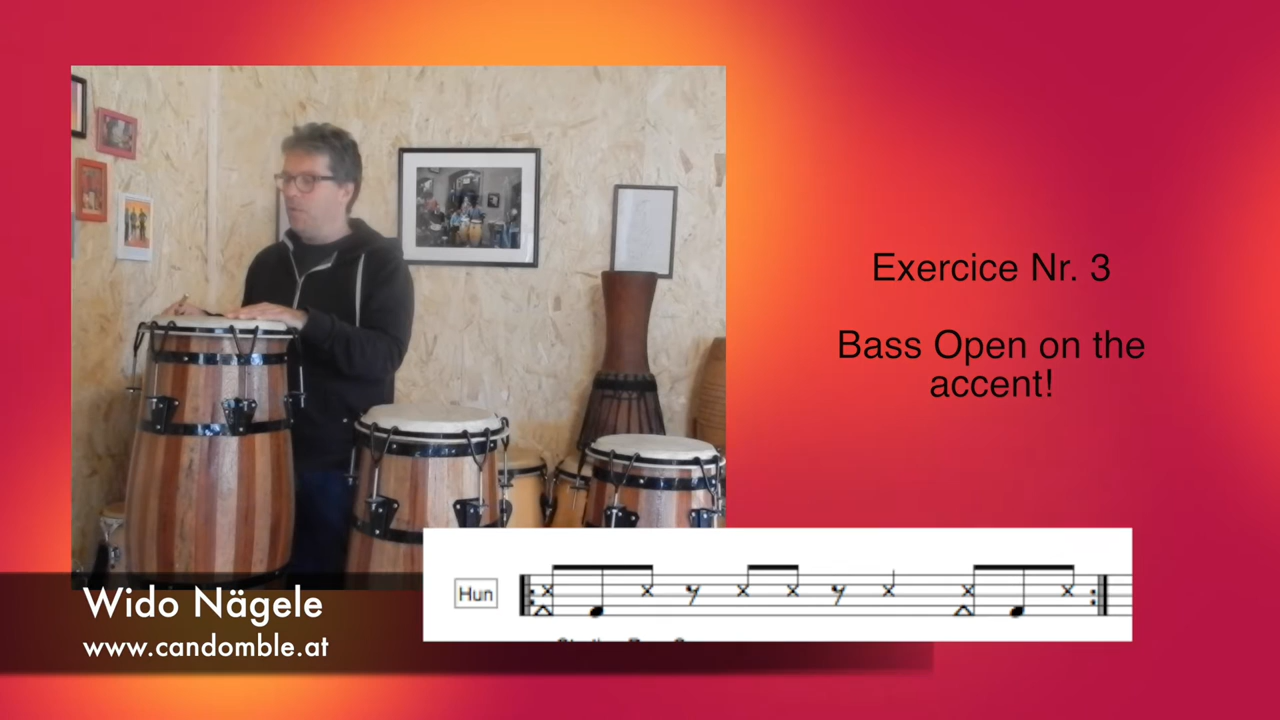 Exercice Nr. 3
Bass Open on the
accent!
Hun
Wido Nägele
www.candomble.at